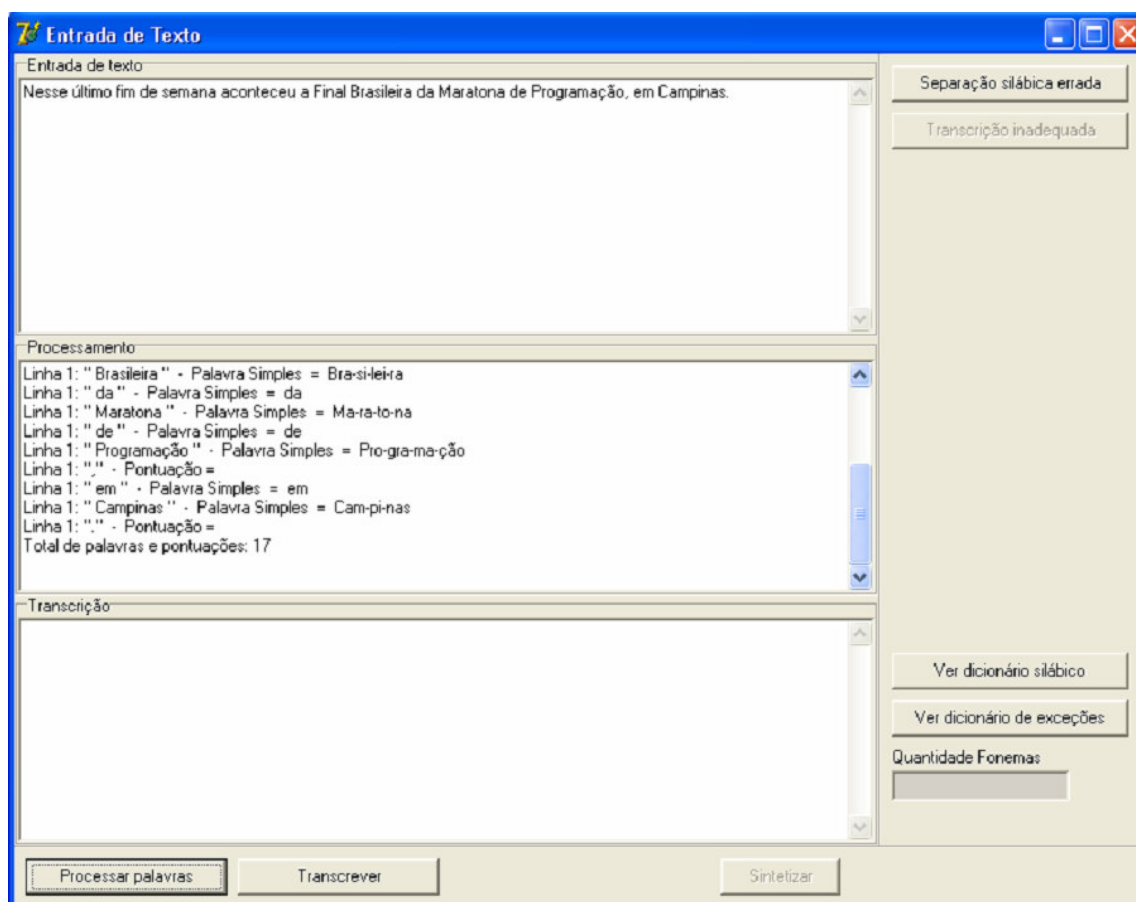 Entrada de Texto
Entrada de texto
Nesse último fim de semana aconteceu a Final Brasileira da Maratona de Programação, em Campinas.
Separação silábica errada
Transcrição inadequada
Processamento
Linha 1: " Brasileira " - Palavra Simples = Bra-si-lei-ra
Linha 1: " da " - Palavra Simples = da
Linha 1: " Maratona " - Palavra Simples = Ma-ra-to-na
Linha 1: " de " - Palavra Simples = de
Linha 1: " Programação " - Palavra Simples = Pro-gra-ma-ção
Linha 1: "," - Pontuação =
Linha 1: " em " - Palavra Simples = em
Linha 1: " Campinas " - Palavra Simples = Cam-pi-nas
Linha 1: "." - Pontuação =
Total de palavras e pontuações: 17
Transcrição
Ver dicionário silábico
Ver dicionário de exceções
Quantidade Fonemas
Processar palavras
Transcrever
Sintetizar